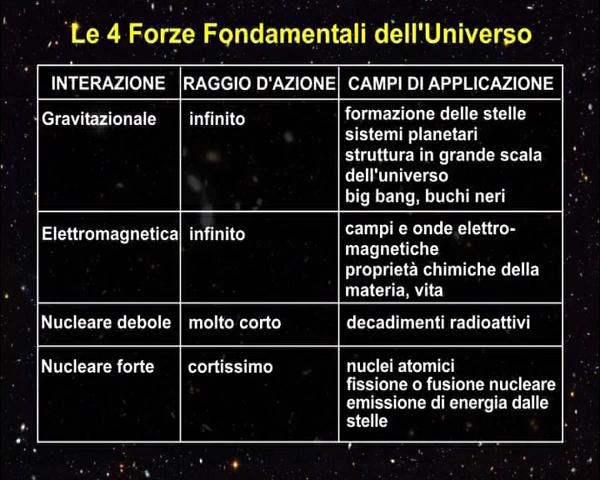 Le 4 Forze Fondamentali dell'Universo
INTERAZIONE RAGGIO D'AZIONE CAMPI DI APPLICAZIONE
Gravitazionale infinito formazione delle stelle
sistemi planetari
struttura in grande scala
dell'universo
big bang, buchi neri
Elettromagnetica infinito campi e onde elettro-
magnetiche
proprietà chimiche della
materia, vita
Nucleare debole molto corto decadimenti radioattivi
Nucleare forte cortissimo nuclei atomici
fissione o fusione nucleare
emissione di energia dalle
stelle